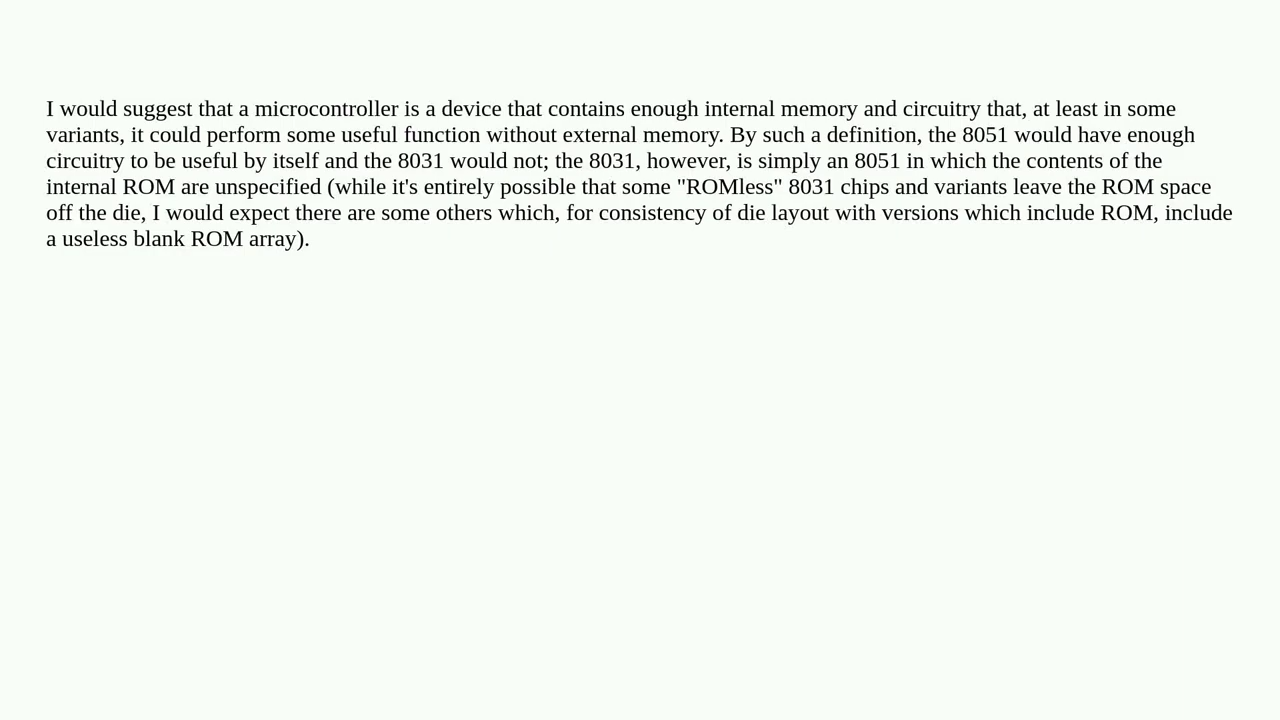 I would suggest that a microcontroller is a device that contains enough internal memory and circuitry that, at least in some
variants, it could perform some useful function without external memory. By such a definition, the 8051 would have enough
circuitry to be useful by itself and the 8031 would not; the 8031, however, is simply an 8051 in which the contents of the
internal ROM are unspecified (while it's entirely possible that some "ROMless" 8031 chips and variants leave the ROM space
off the die, I would expect there are some others which, for consistency of die layout with versions which include ROM, include
a useless blank ROM array).